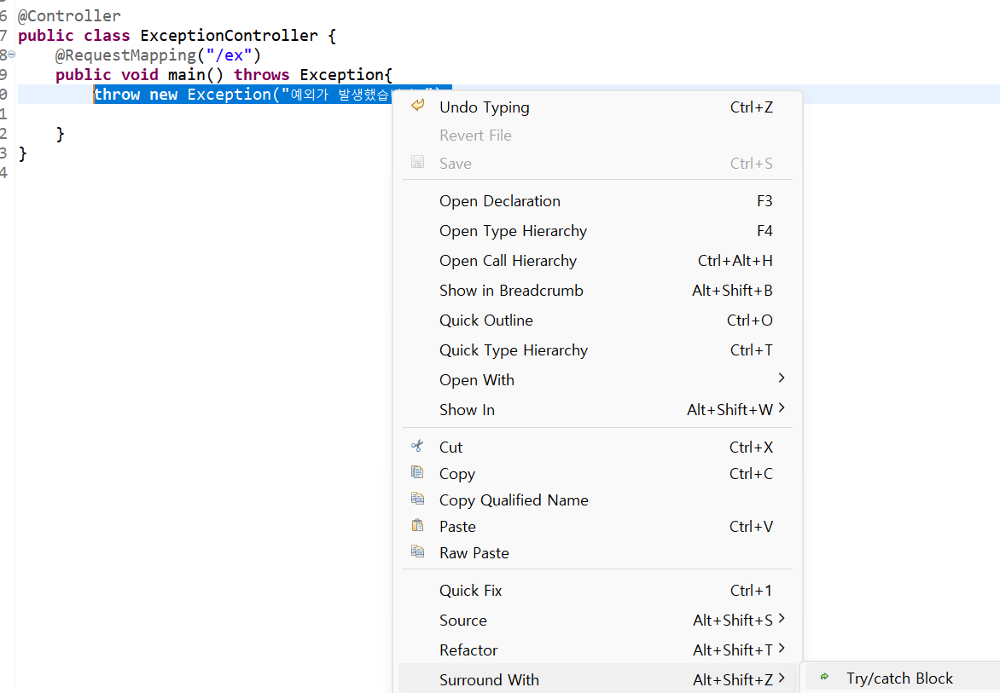 6 @Controller
7 public class ExceptionController {
8 @RequestMapping("/ex")
9 public void main() throws Exception{
0 throw new Exception("예외가 발생했습
1
2 }
3 }
4
Undo Typing Ctrl+Z
Revert File
Save Ctrl+S
Open Declaration F3
Open Type Hierarchy F4
Open Call Hierarchy Ctrl+Alt+H
Show in Breadcrumb Alt+Shift+B
Quick Outline Ctrl+O
Quick Type Hierarchy Ctrl+T
Open With
Show In Alt+Shift+W
Cut Ctrl+X
Copy Ctrl+C
Copy Qualified Name
Paste Ctrl+V
Raw Paste
Quick Fix Ctrl+1
Source Alt+Shift+S
Refactor Alt+Shift+T
Surround With Alt+Shift+Z
Try/catch Block